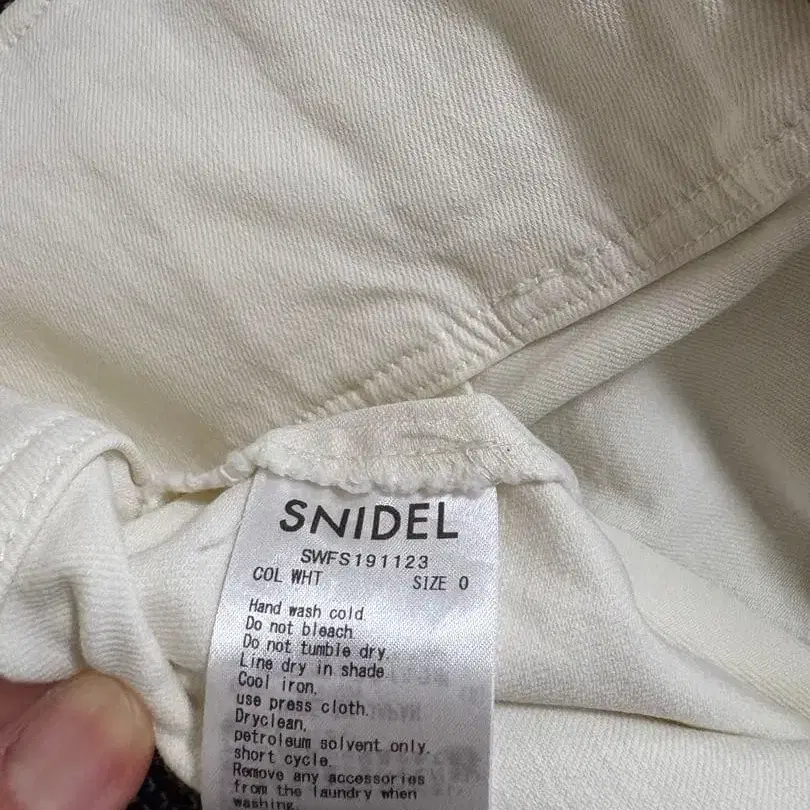 SNIDEL
SWFS191123
COL WHT SIZE 0
Hand wash cold.
Do not bleach
Do not tumble dry
Line dry in shade
Cool iron,
use press cloth.
Dryclean,
petroleum solvent only.
short cycle.
Remove any accessories
from the laundry when
washing.